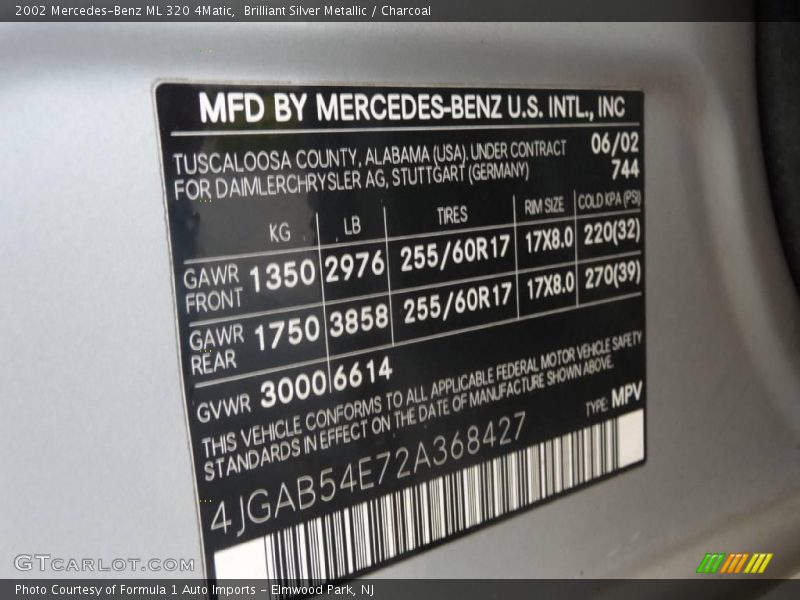 2002 Mercedes-Benz ML 320 4Matic, Brilliant Silver Metallic / Charcoal
MFD BY MERCEDES-BENZ U.S. INTL., INC
TUSCALOOSA COUNTY, ALABAMA (USA). UNDER CONTRACT 06/02
FOR DAIMLERCHRYSLER AG, STUTTGART (GERMANY) 744
KG LB TIRES RIM SIZE COLD KPA (PSI)
GAWR FRONT 1350 2976 255/60R17 17X8.0 220(32)
GAWR REAR 1750 3858 255/60R17 17X8.0 270(39)
GVWR 3000 6614
THIS VEHICLE CONFORMS TO ALL APPLICABLE FEDERAL MOTOR VEHICLE SAFETY
STANDARDS IN EFFECT ON THE DATE OF MANUFACTURE SHOWN ABOVE.
TYPE: MPV
4JGAB54E72A368427
GTCARLOT.COM
Photo Courtesy of Formula 1 Auto Imports - Elmwood Park, NJ